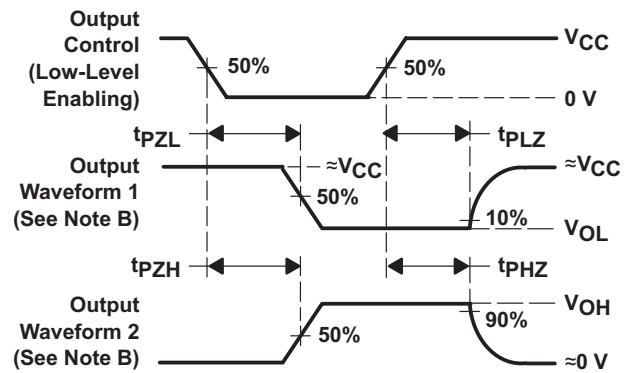 Output
Control
(Low-Level
Enabling)
50%
50%
VCC
0 V
tPZL
tPLZ
Output
Waveform 1
(See Note B)
≈VCC
50%
≈VCC
10%
VOL
tPZH
tPHZ
Output
Waveform 2
(See Note B)
50%
VOH
90%
≈0 V